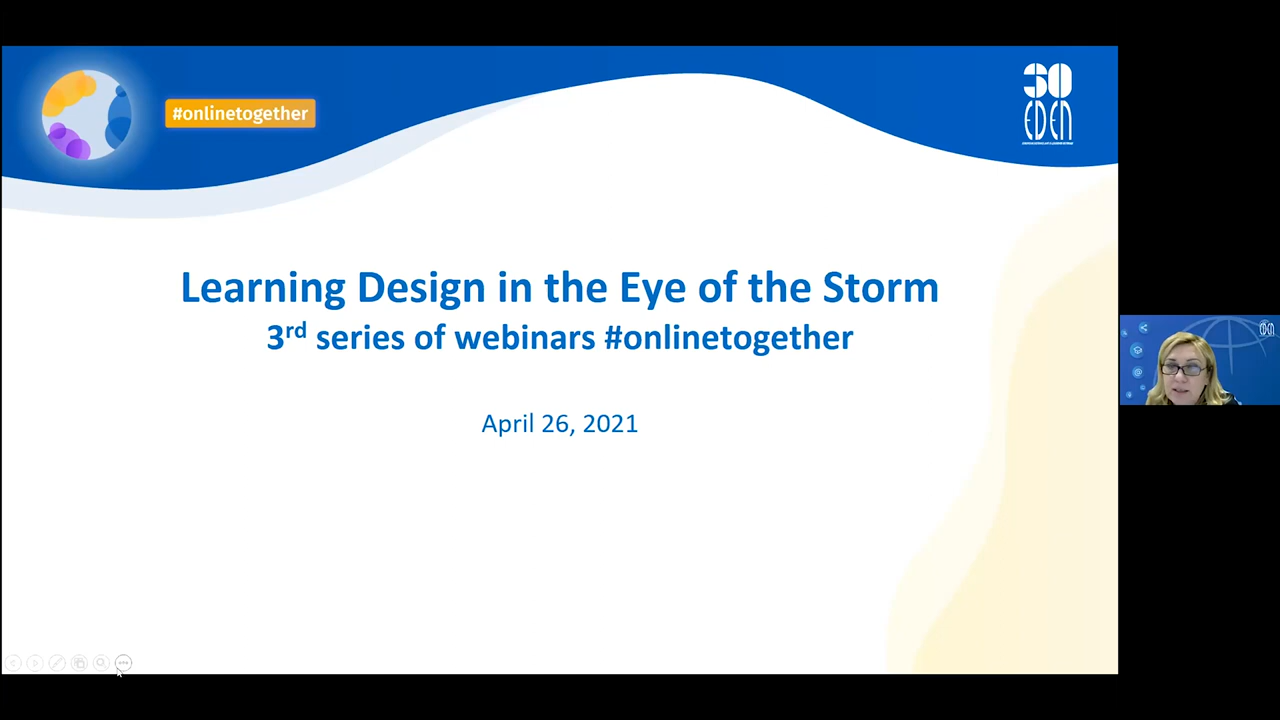 #onlinetogether
30
EDEN
Learning Design in the Eye of the Storm
3rd series of webinars #onlinetogether
April 26, 2021
EDEN